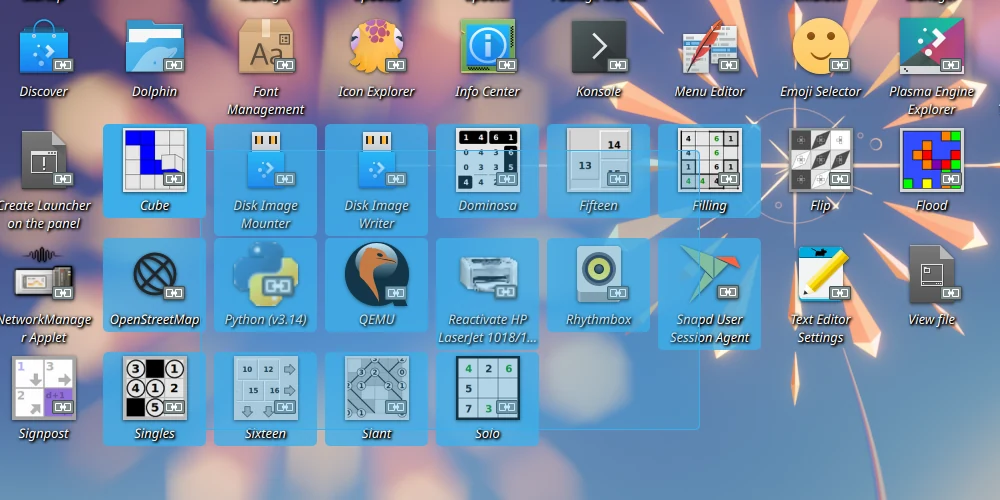 Discover
Dolphin
Font
Management
Icon Explorer
Info Center
Konsole
Menu Editor
Emoji Selector
Plasma Engine
Explorer
Create Launcher
on the panel
Cube
Disk Image
Mounter
Disk Image
Writer
Dominosa
Fifteen
Filling
Flip
Flood
NetworkManage
r Applet
OpenStreetMap
Python (v3.14)
QEMU
Reactivate HP
LaserJet 1018/1...
Rhythmbox
Snapd User
Session Agent
Text Editor
Settings
View file
Signpost
Singles
Sixteen
Slant
Solo